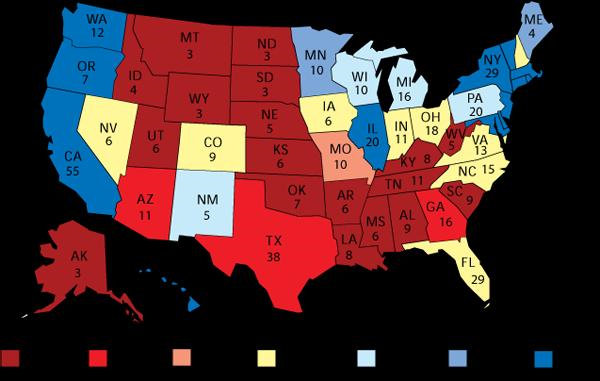 WA
12
OR
7
CA
55
NV
6
ID
4
MT
3
WY
3
UT
6
AZ
11
CO
9
NM
5
ND
3
SD
3
NE
5
KS
6
OK
7
TX
38
MN
10
IA
6
MO
10
AR
6
LA
8
WI
10
IL
20
MI
16
IN
11
OH
18
KY 8
TN 11
MS
6
AL
9
GA
16
FL
29
SC
9
NC 15
VA
13
WV
5
PA
20
NY
29
ME
4
AK
3